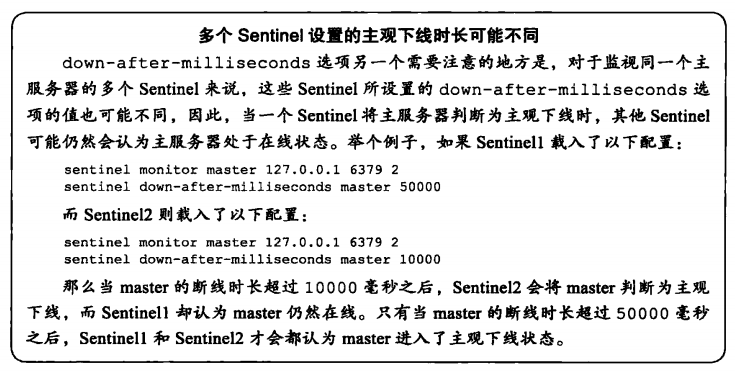 多个 Sentinel 设置的主观下线时长可能不同
down-after-milliseconds 选项另一个需要注意的地方是，对于监视同一个主
服务器的多个 Sentinel 来说，这些 Sentinel 所设置的 down-after-milliseconds 选
项的值也可能不同，因此，当一个 Sentinel 将主服务器判断为主观下线时，其他 Sentinel
可能仍然会认为主服务器处于在线状态。举个例子，如果 Sentinel1 载入了以下配置：
sentinel monitor master 127.0.0.1 6379 2
sentinel down-after-milliseconds master 50000
而 Sentinel2 则载入了以下配置：
sentinel monitor master 127.0.0.1 6379 2
sentinel down-after-milliseconds master 10000
那么当 master 的断线时长超过 10000 毫秒之后，Sentinel2 会将 master 判断为主观
下线，而 Sentinel1 却认为 master 仍然在线。只有当 master 的断线时长超过 50000 毫秒
之后，Sentinel1 和 Sentinel2 才会都认为 master 进入了主观下线状态。